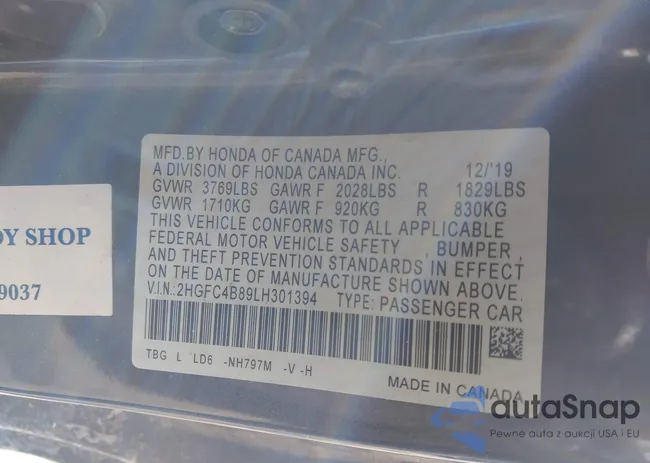 MFD.BY HONDA OF CANADA MFG.,
A DIVISION OF HONDA CANADA INC. 12/'19
GVWR 3769LBS GAWR F 2028LBS R 1829LBS
GVWR 1710KG GAWR F 920KG R 830KG
THIS VEHICLE CONFORMS TO ALL APPLICABLE
FEDERAL MOTOR VEHICLE SAFETY , BUMPER ,
AND THEFT PREVENTION STANDARDS IN EFFECT
ON THE DATE OF MANUFACTURE SHOWN ABOVE.
V.I.N.:2HGFC4B89LH301394 TYPE: PASSENGER CAR
TBG L LD6 -NH797M -V -H
MADE IN CANADA
DY SHOP
9037
autaSnap
Pewne auta z aukcji USA i EU